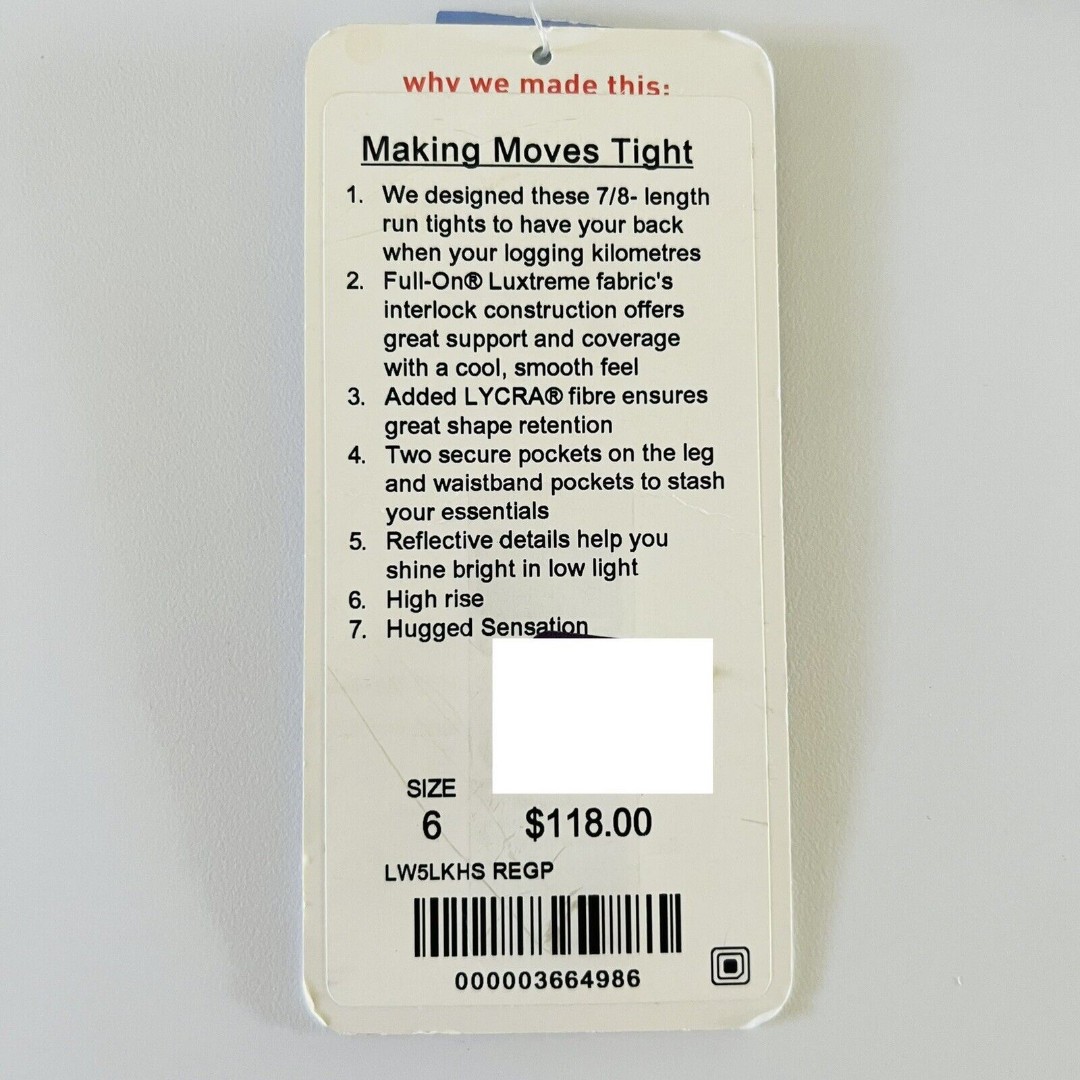 why we made this:
Making Moves Tight
1. We designed these 7/8- length
run tights to have your back
when your logging kilometres
2. Full-On® Luxtreme fabric's
interlock construction offers
great support and coverage
with a cool, smooth feel
3. Added LYCRA® fibre ensures
great shape retention
4. Two secure pockets on the leg
and waistband pockets to stash
your essentials
5. Reflective details help you
shine bright in low light
6. High rise
7. Hugged Sensation
SIZE
6 $118.00
LW5LKHS REGP
000003664986